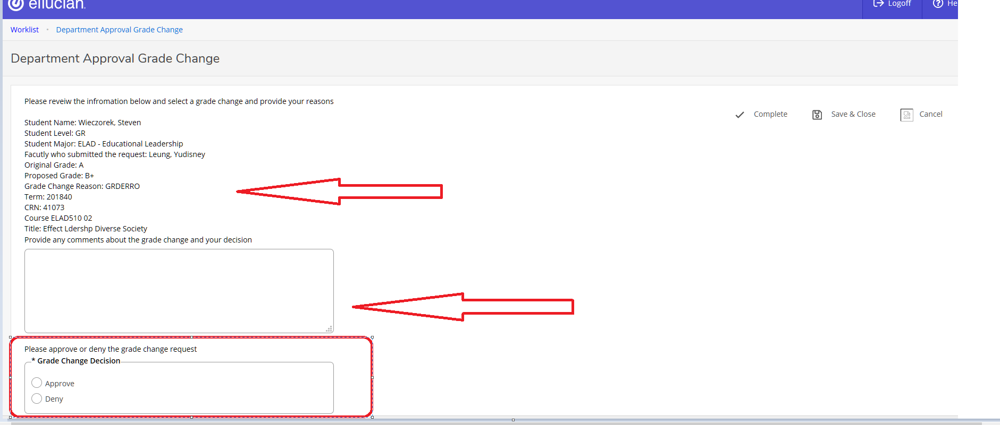 ellucian
Logoff
He
Worklist • Department Approval Grade Change
Department Approval Grade Change
Please reveiw the infromation below and select a grade change and provide your reasons
Complete
Save & Close
Cancel
Student Name: Wieczorek, Steven
Student Level: GR
Student Major: ELAD - Educational Leadership
Facutly who submitted the request: Leung, Yudisney
Original Grade: A
Proposed Grade: B+
Grade Change Reason: GRDERRO
Term: 201840
CRN: 41073
Course ELAD510 02
Title: Effect Ldershp Diverse Society
Provide any comments about the grade change and your decision
Please approve or deny the grade change request
* Grade Change Decision
Approve
Deny